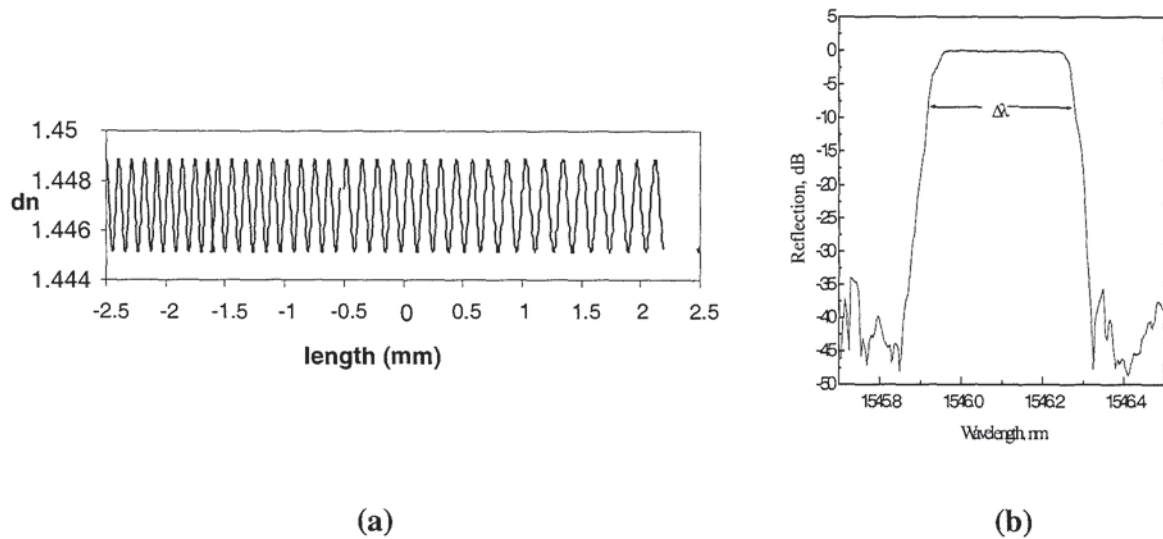 1.45
1.448
dn
1.446
1.444
-2.5 -2 -1.5 -1 -0.5 0 0.5 1 1.5 2 2.5
length (mm)
(a)
5
0
-5
-10
-15
-20
-25
-30
-35
-40
-45
-50
Reflection, dB
Δλ
1545.8 1546.0 1546.2 1546.4
Wavelength, nm
(b)